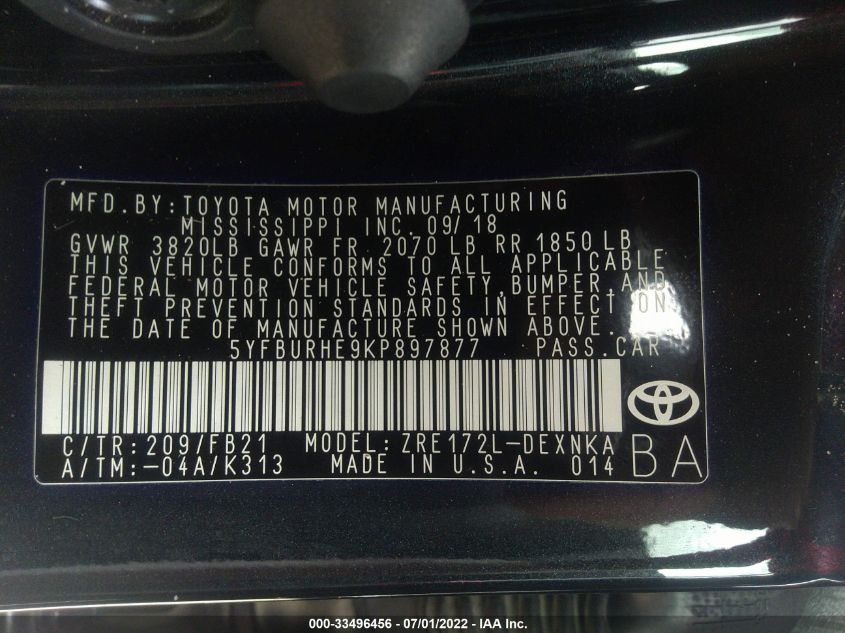 MFD.BY:TOYOTA MOTOR MANUFACTURING
MISSISSIPPI INC. 09/18
GVWR 3820LB GAWR FR 2070 LB RR 1850 LB
THIS VEHICLE CONFORMS TO ALL APPLICABLE
FEDERAL MOTOR VEHICLE SAFETY,BUMPER,AND
THEFT PREVENTION STANDARDS IN EFFECT ON
THE DATE OF MANUFACTURE SHOWN ABOVE.
5YFBURHE9KP897877 PASS.CAR
C/TR:209/FB21 MODEL:ZRE172L-DEXNKA
A/TM:-04A/K313 MADE IN U.S.A. 014
BA
000-33496456 - 07/01/2022 - IAA Inc.